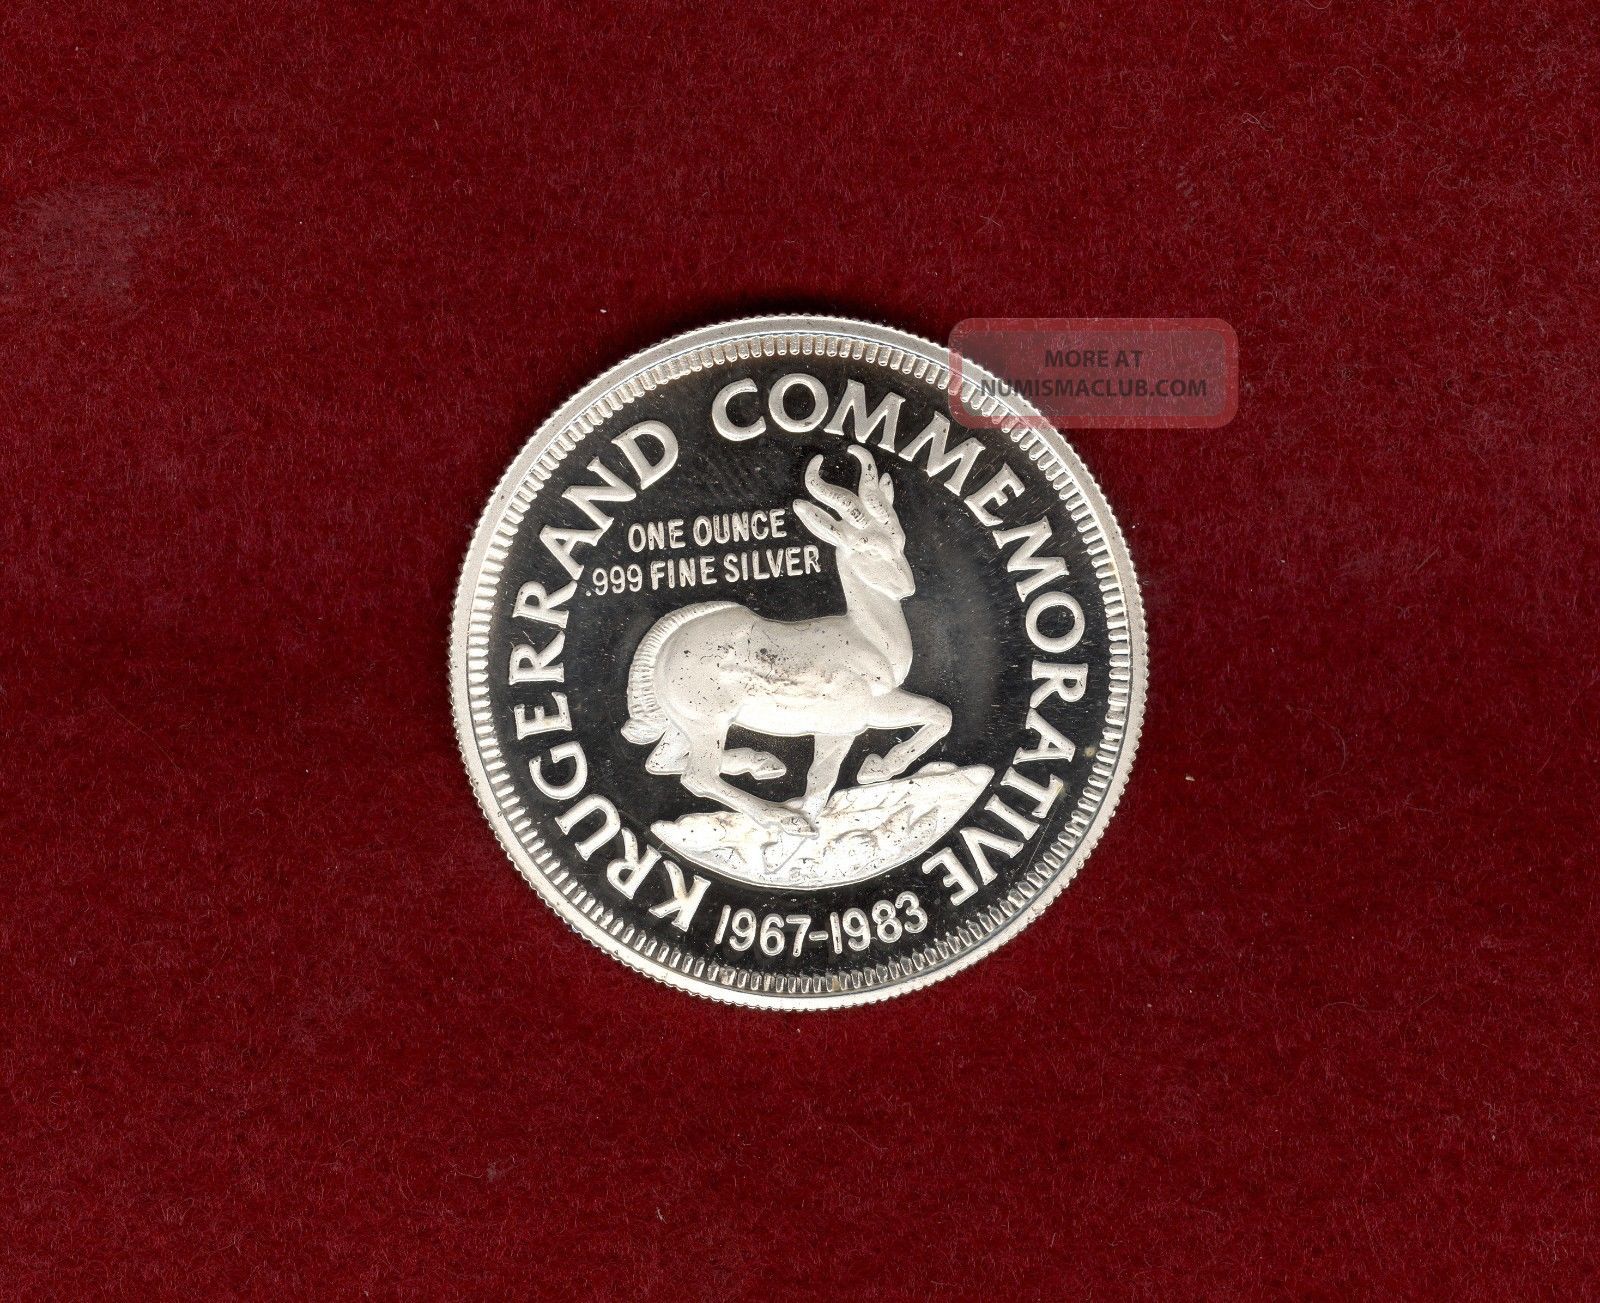 KRUGERRAND COMMEMORATIVE
ONE OUNCE
.999 FINE SILVER
1967-1983
MORE AT
NUMISMACLUB.COM